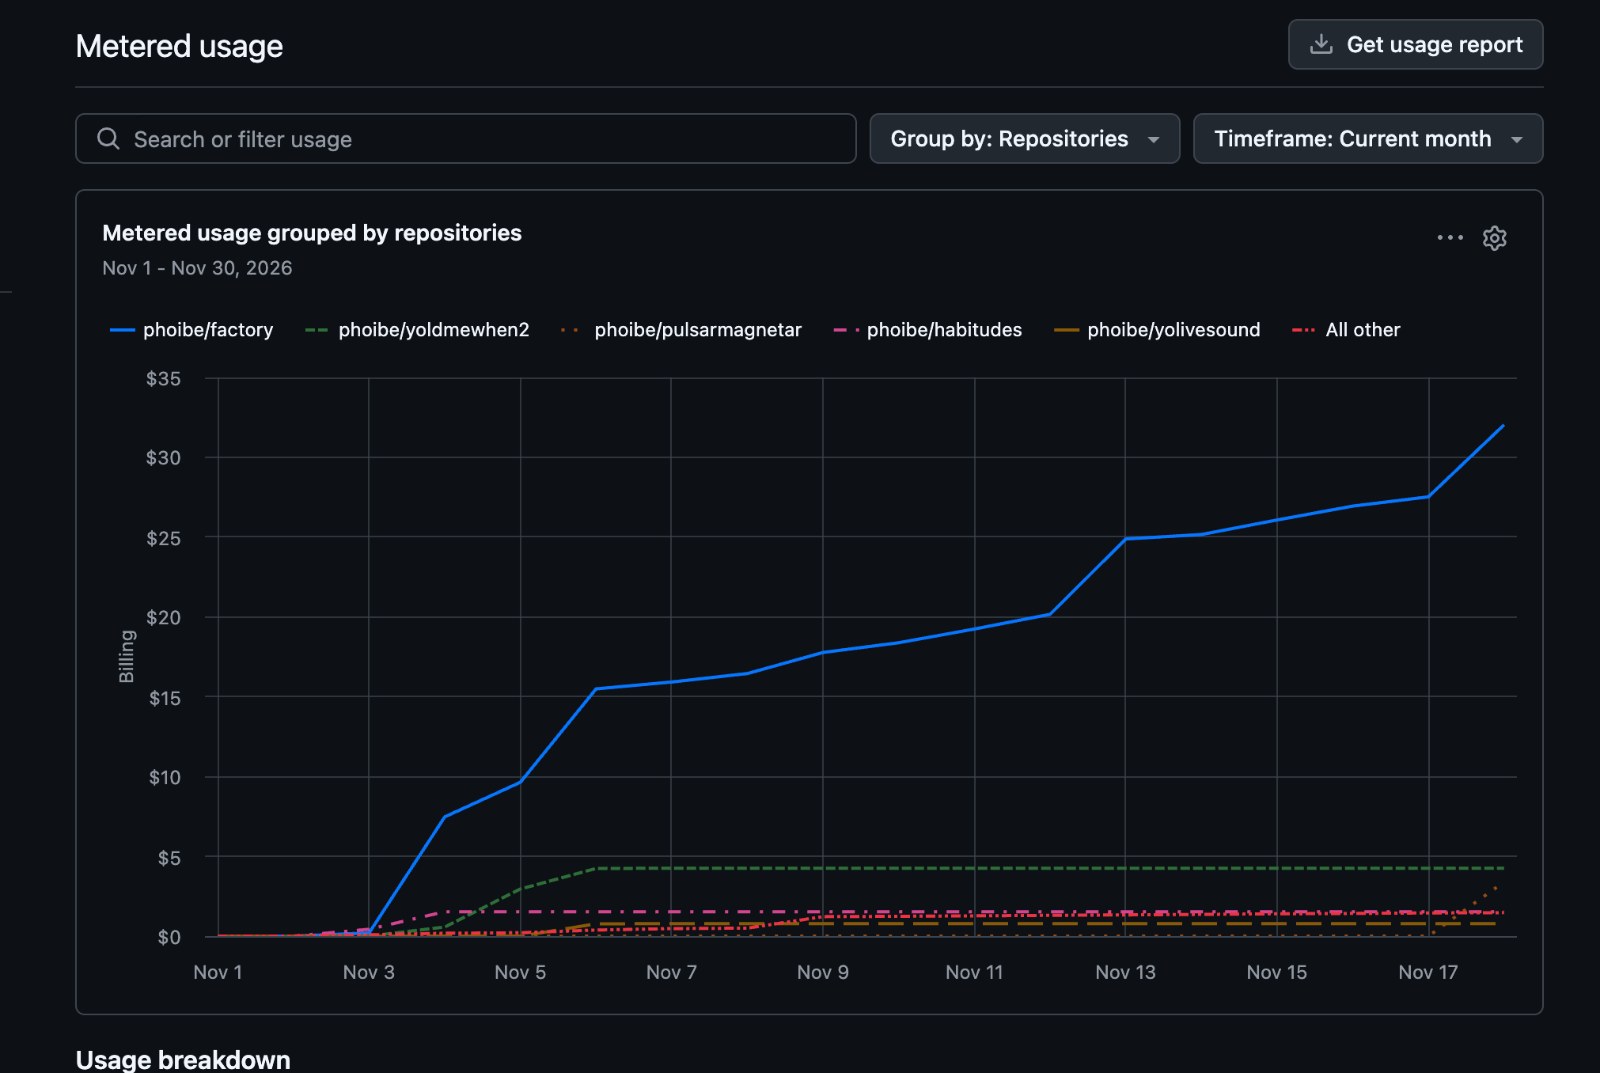 Metered usage
Get usage report
Search or filter usage
Group by: Repositories
Timeframe: Current month
Metered usage grouped by repositories
Nov 1 - Nov 30, 2026
phoibe/factory
phoibe/yoldmewhen2
phoibe/pulsarmagnetar
phoibe/habitudes
phoibe/yolivesound
All other
$35
$30
$25
$20
$15
$10
$5
$0
Billing
Nov 1
Nov 3
Nov 5
Nov 7
Nov 9
Nov 11
Nov 13
Nov 15
Nov 17
Usage breakdown